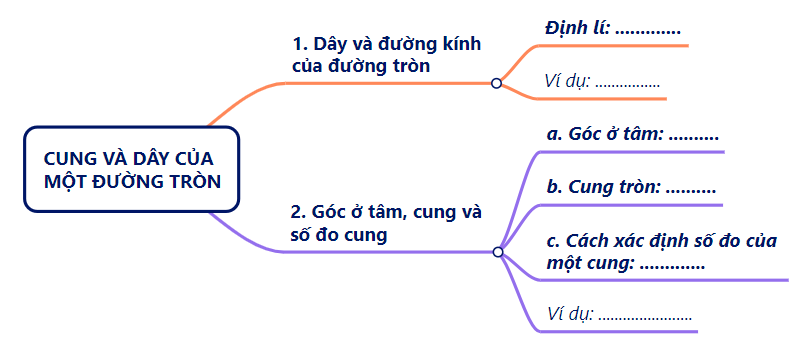 CUNG VÀ DÂY CỦA
MỘT ĐƯỜNG TRÒN
1. Dây và đường kính
của đường tròn
Định lí: .............
Ví dụ: ................
2. Góc ở tâm, cung và
số đo cung
a. Góc ở tâm: ..........
b. Cung tròn: ..........
c. Cách xác định số đo của
một cung: .............
Ví dụ: .......................